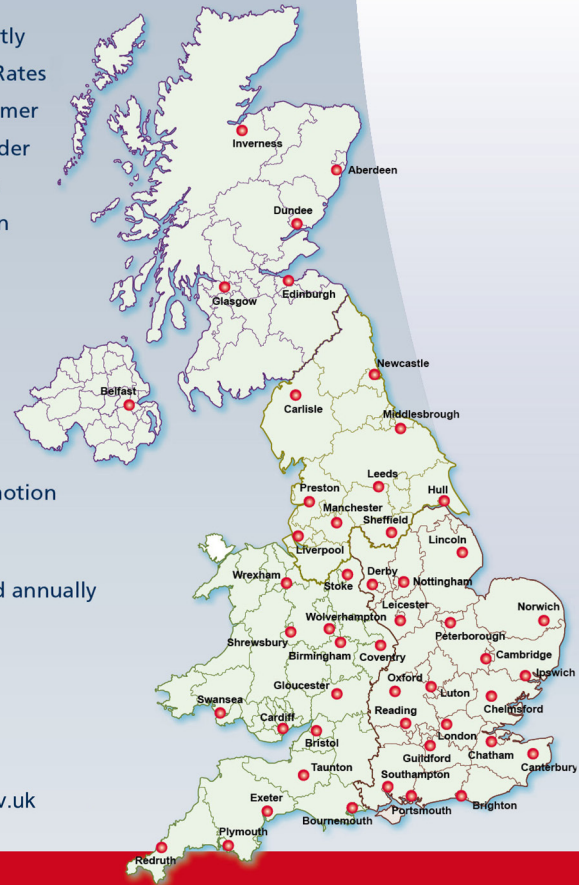 tly
Rates
mer
der
n
Inverness
Aberdeen
Dundee
Edinburgh
Glasgow
Newcastle
Belfast
Carlisle
Middlesbrough
Leeds
notion
Preston
Hull
Manchester
Sheffield
Lincoln
Liverpool
Derby
Wrexham
Stoke
Nottingham
d annually
Leicester
Norwich
Wolverhampton
Peterborough
Shrewsbury
Birmingham
Coventry
Cambridge
Ipswich
Oxford
Gloucester
Luton
Swansea
Reading
Chelmsford
Cardiff
London
Bristol
Guildford
Chatham
Canterbury
Taunton
Southampton
v.uk
Exeter
Bournemouth
Portsmouth
Brighton
Plymouth
Redruth